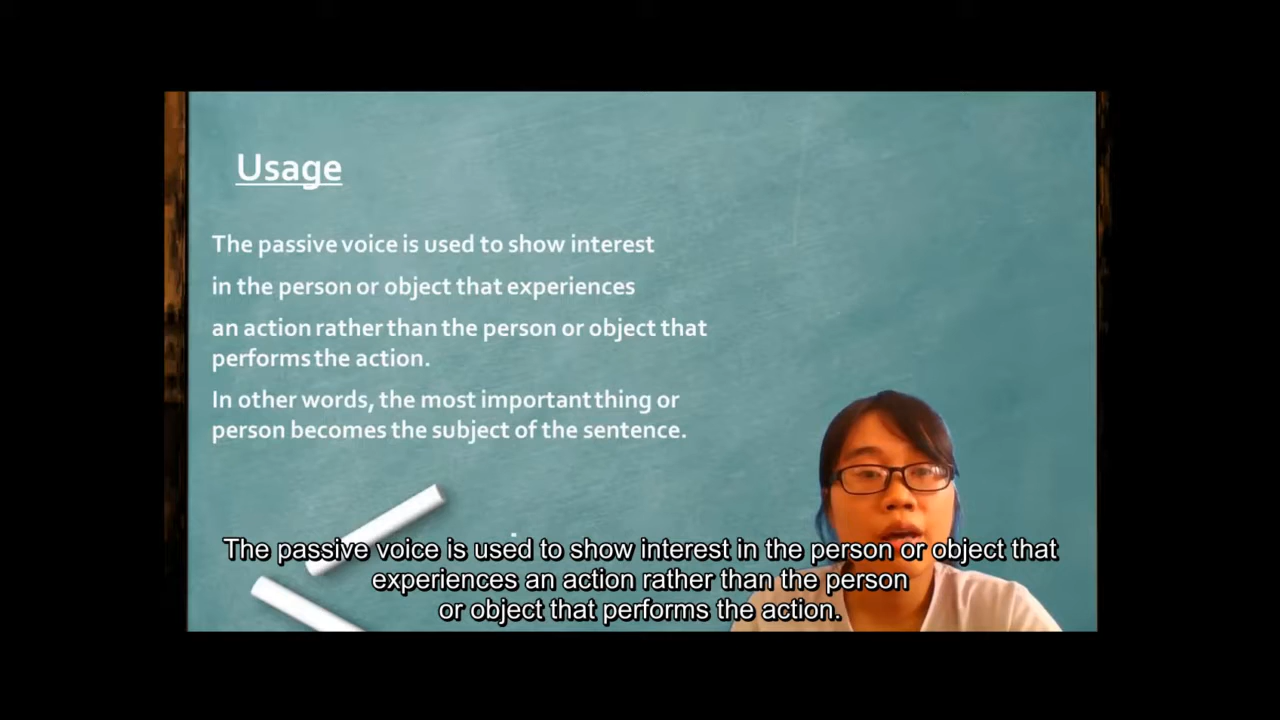 Usage
The passive voice is used to show interest
in the person or object that experiences
an action rather than the person or object that
performs the action.
In other words, the most important thing or
person becomes the subject of the sentence.
The passive voice is used to show interest in the person or object that
experiences an action rather than the person
or object that performs the action.